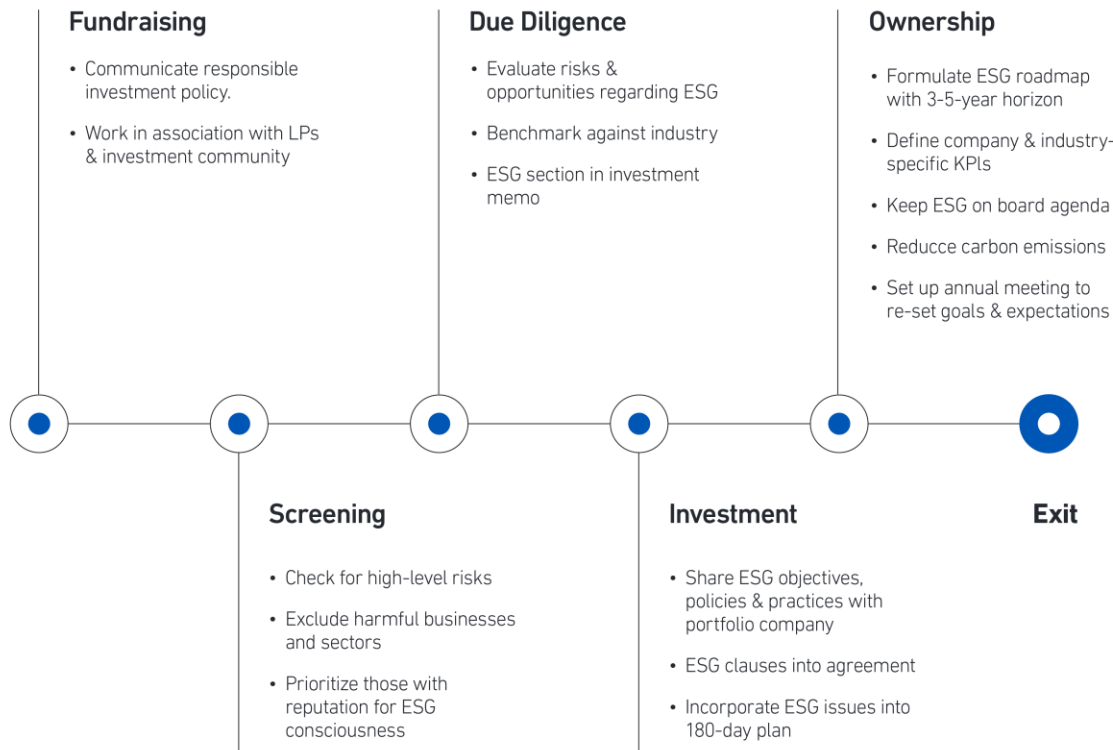 Fundraising
• Communicate responsible
investment policy.
• Work in association with LPs
& investment community
Due Diligence
• Evaluate risks &
opportunities regarding ESG
• Benchmark against industry
• ESG section in investment
memo
Ownership
• Formulate ESG roadmap
with 3-5-year horizon
• Define company & industry-
specific KPIs
• Keep ESG on board agenda
• Reducce carbon emissions
• Set up annual meeting to
re-set goals & expectations
Screening
• Check for high-level risks
• Exclude harmful businesses
and sectors
• Prioritize those with
reputation for ESG
consciousness
Investment
• Share ESG objectives,
policies & practices with
portfolio company
• ESG clauses into agreement
• Incorporate ESG issues into
180-day plan
Exit